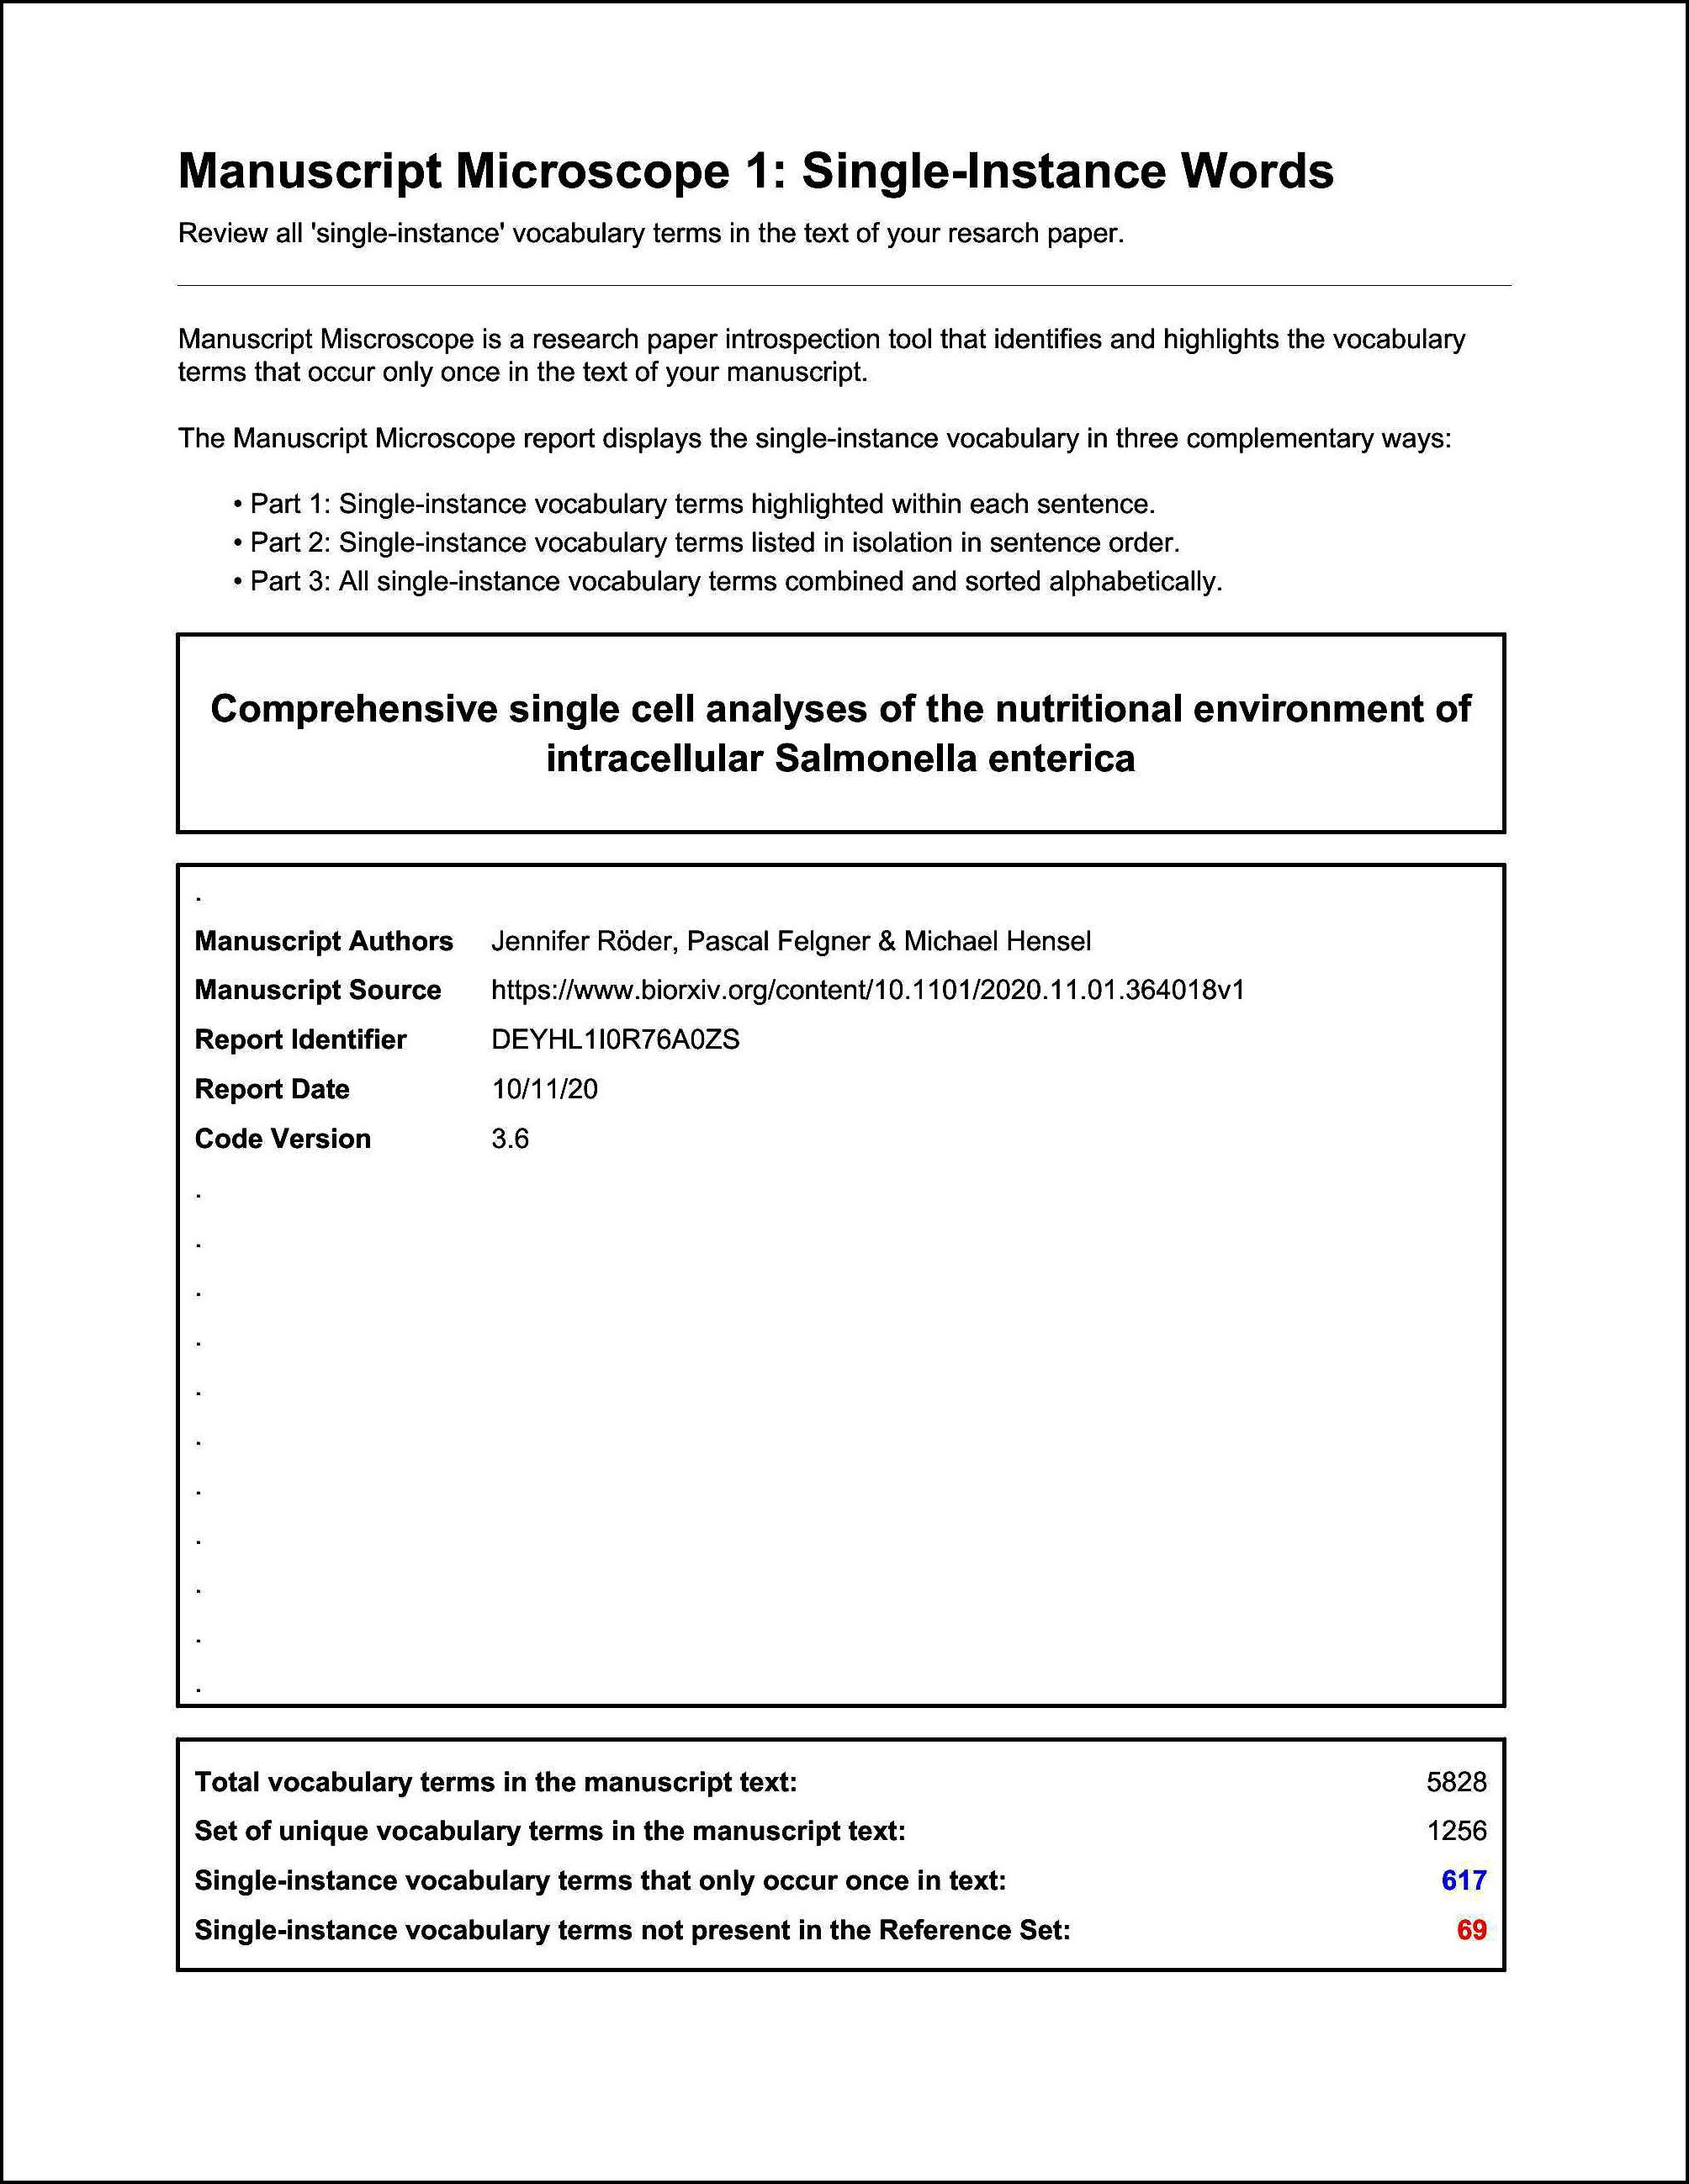 Manuscript Microscope 1: Single-Instance Words
Review all 'single-instance' vocabulary terms in the text of your resarch paper.
Manuscript Miscroscope is a research paper introspection tool that identifies and highlights the vocabulary
terms that occur only once in the text of your manuscript.
The Manuscript Microscope report displays the single-instance vocabulary in three complementary ways:
• Part 1: Single-instance vocabulary terms highlighted within each sentence.
• Part 2: Single-instance vocabulary terms listed in isolation in sentence order.
• Part 3: All single-instance vocabulary terms combined and sorted alphabetically.
Comprehensive single cell analyses of the nutritional environment of
intracellular Salmonella enterica
.
Manuscript Authors Jennifer Röder, Pascal Felgner & Michael Hensel
Manuscript Source https://www.biorxiv.org/content/10.1101/2020.11.01.364018v1
Report Identifier DEYHL1I0R76A0ZS
Report Date 10/11/20
Code Version 3.6
.
.
.
.
.
.
.
.
.
.
.
Total vocabulary terms in the manuscript text: 5828
Set of unique vocabulary terms in the manuscript text: 1256
Single-instance vocabulary terms that only occur once in text: 617
Single-instance vocabulary terms not present in the Reference Set: 69